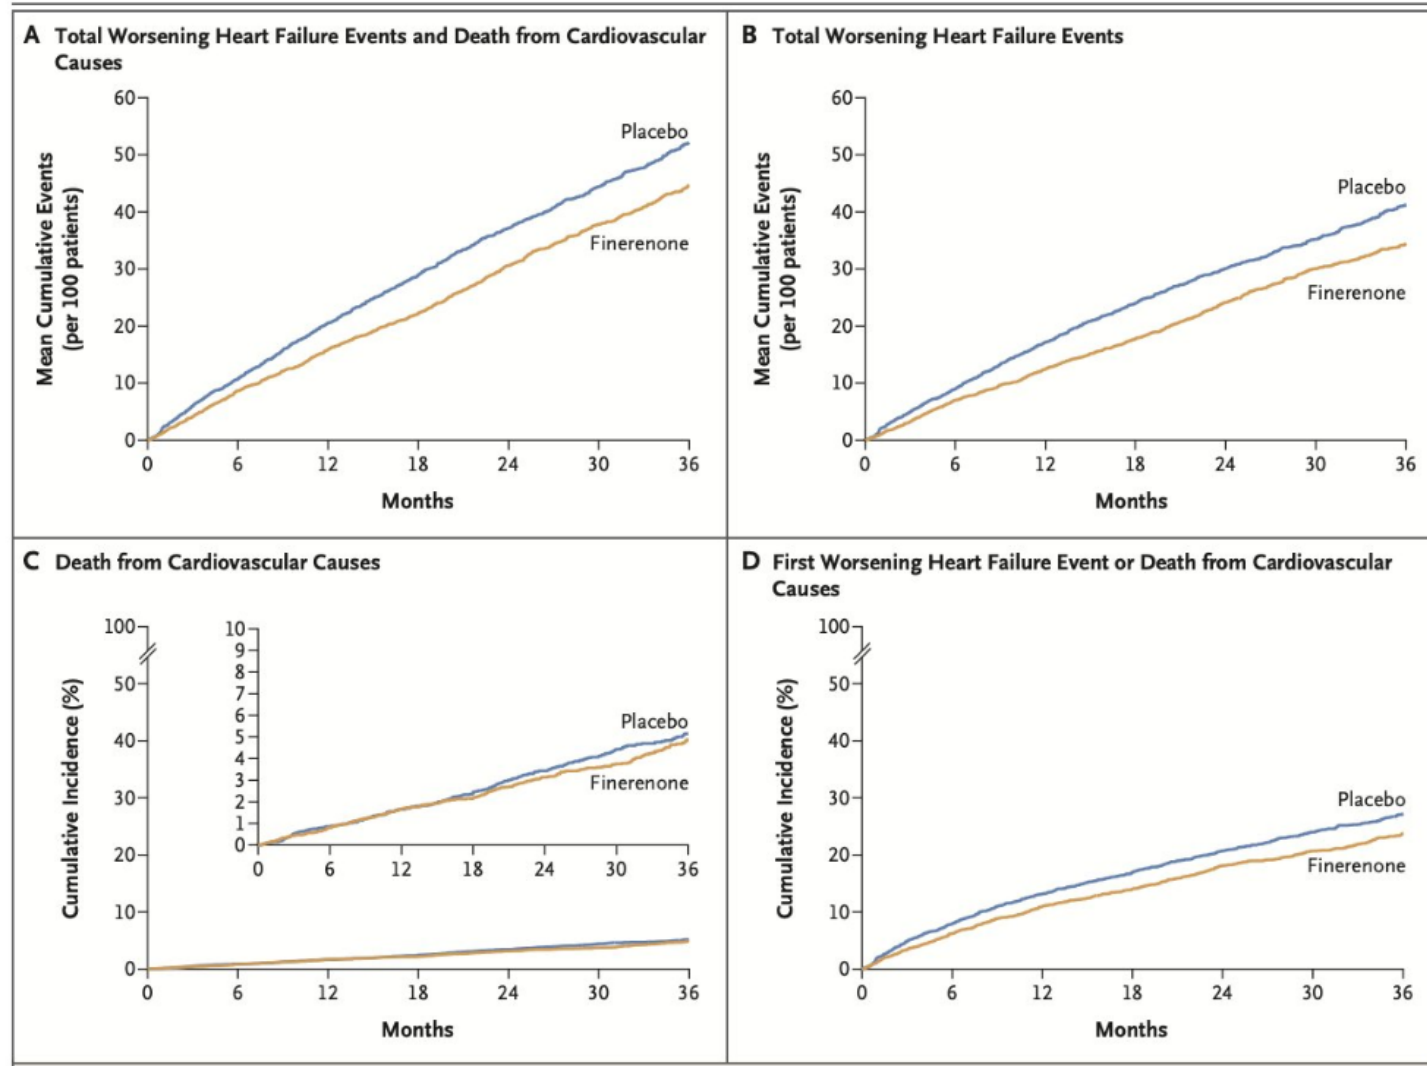 A Total Worsening Heart Failure Events and Death from Cardiovascular
Causes
60
50
40
30
20
10
0
Mean Cumulative Events
(per 100 patients)
Placebo
Finerenone
0 6 12 18 24 30 36
Months
B Total Worsening Heart Failure Events
60
50
40
30
20
10
0
Mean Cumulative Events
(per 100 patients)
Placebo
Finerenone
0 6 12 18 24 30 36
Months
C Death from Cardiovascular Causes
100
50
40
30
20
10
0
Cumulative Incidence (%)
10
9
8
7
6
5
4
3
2
1
0
Placebo
Finerenone
0 6 12 18 24 30 36
0 6 12 18 24 30 36
Months
D First Worsening Heart Failure Event or Death from Cardiovascular
Causes
100
50
40
30
20
10
0
Cumulative Incidence (%)
Placebo
Finerenone
0 6 12 18 24 30 36
Months